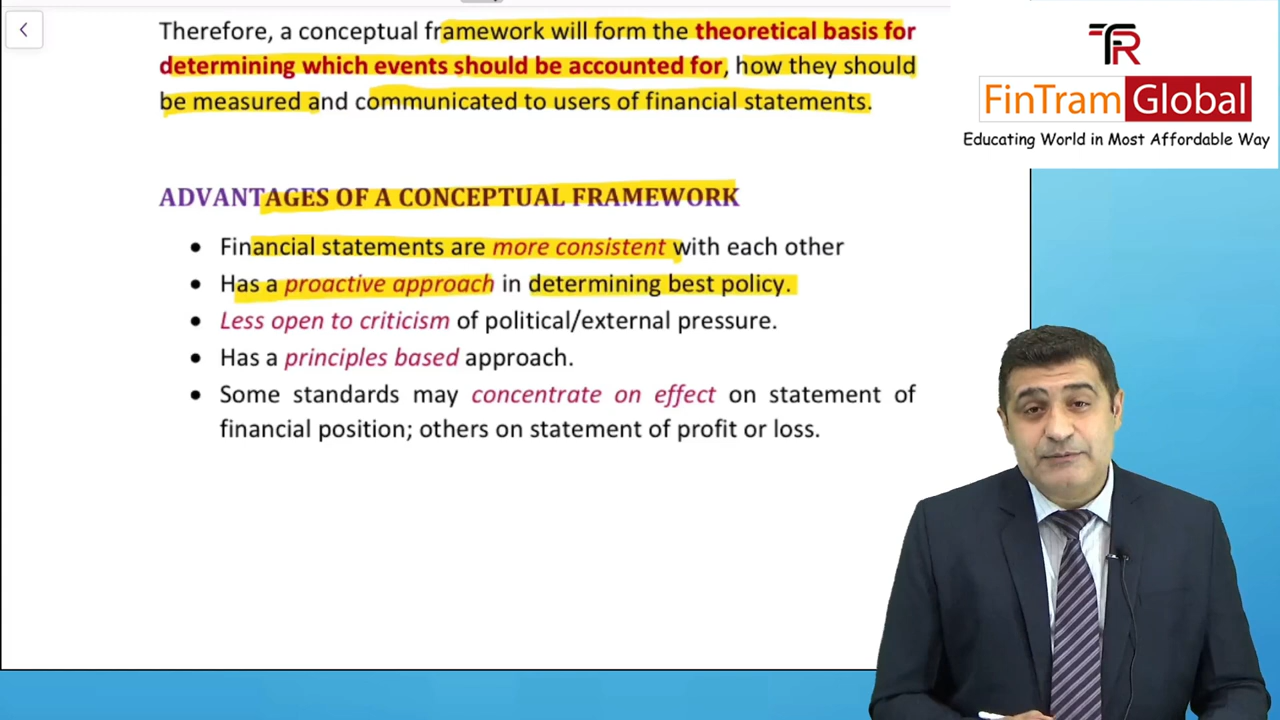 Therefore, a conceptual framework will form the theoretical basis for
determining which events should be accounted for, how they should
be measured and communicated to users of financial statements.
TFR
FinTram Global
Educating World in Most Affordable Way
ADVANTAGES OF A CONCEPTUAL FRAMEWORK
• Financial statements are more consistent with each other
• Has a proactive approach in determining best policy.
• Less open to criticism of political/external pressure.
• Has a principles based approach.
• Some standards may concentrate on effect on statement of
financial position; others on statement of profit or loss.